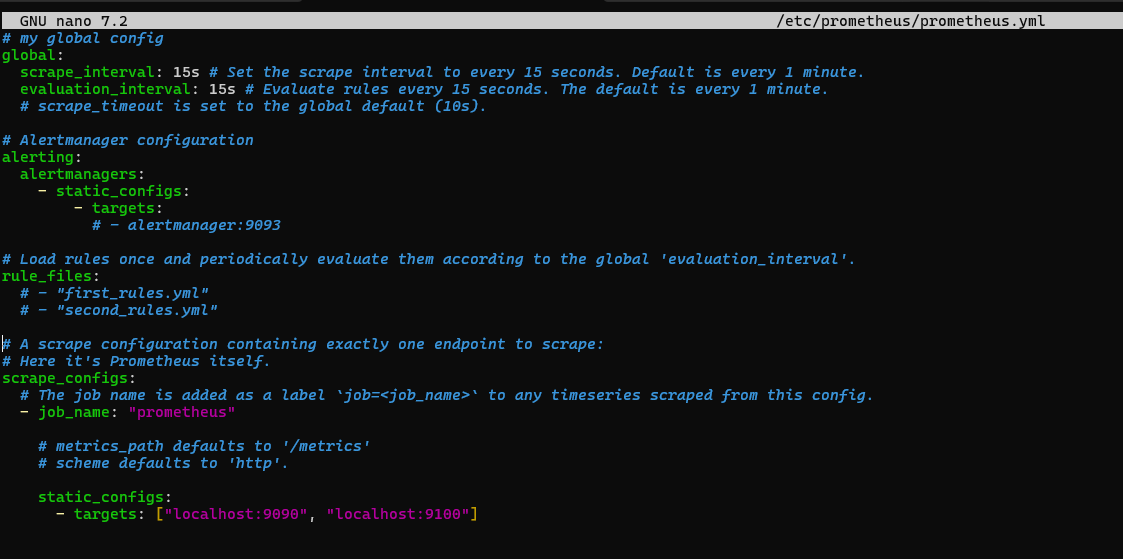 GNU nano 7.2 /etc/prometheus/prometheus.yml
# my global config
global:
  scrape_interval: 15s # Set the scrape interval to every 15 seconds. Default is every 1 minute.
  evaluation_interval: 15s # Evaluate rules every 15 seconds. The default is every 1 minute.
  # scrape_timeout is set to the global default (10s).

# Alertmanager configuration
alerting:
  alertmanagers:
    - static_configs:
        - targets:
          # - alertmanager:9093

# Load rules once and periodically evaluate them according to the global 'evaluation_interval'.
rule_files:
  # - "first_rules.yml"
  # - "second_rules.yml"

# A scrape configuration containing exactly one endpoint to scrape:
# Here it's Prometheus itself.
scrape_configs:
  # The job name is added as a label `job=<job_name>` to any timeseries scraped from this config.
  - job_name: "prometheus"

    # metrics_path defaults to '/metrics'
    # scheme defaults to 'http'.

    static_configs:
      - targets: ["localhost:9090", "localhost:9100"]